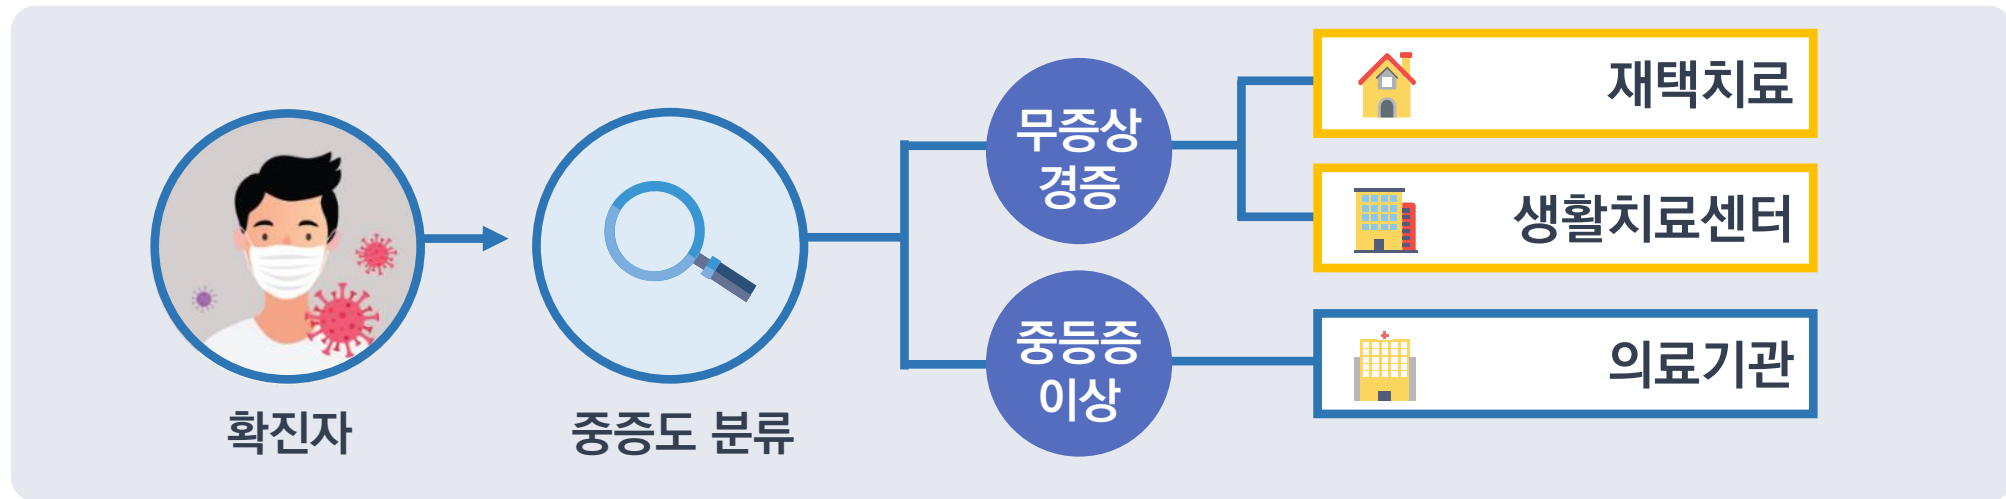 확진자
중증도 분류
무증상
경증
중등증
이상
재택치료
생활치료센터
의료기관